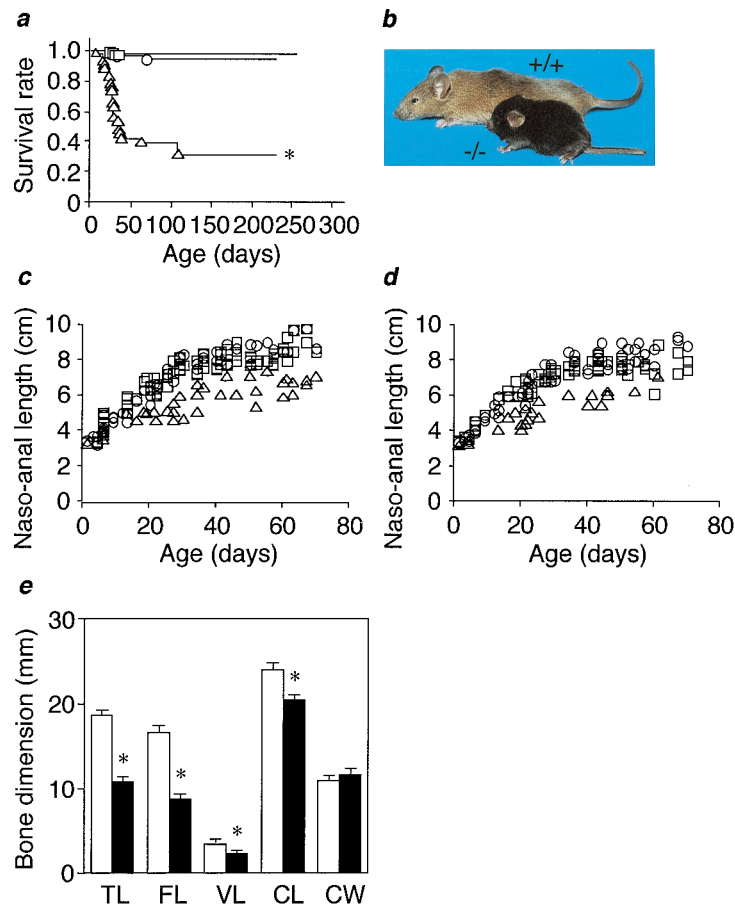 a
b
Survival rate
1.0
0.8
0.6
0.4
0.2
0
*
0 50 100 150 200 250 300
Age (days)
+/+
-/-
c
d
Naso-anal length (cm)
10
8
6
4
2
0
0 20 40 60 80
Age (days)
Naso-anal length (cm)
10
8
6
4
2
0
0 20 40 60 80
Age (days)
e
Bone dimension (mm)
30
20
10
0
*
*
*
*
TL FL VL CL CW